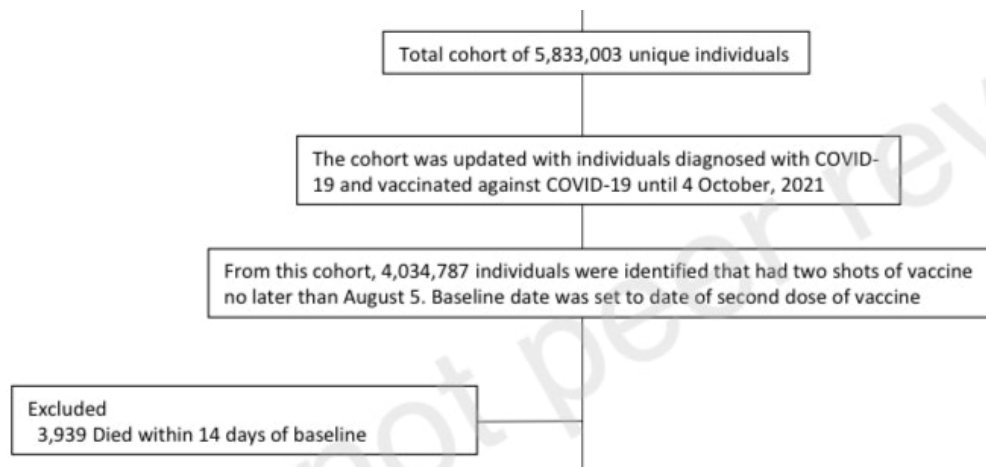 Total cohort of 5,833,003 unique individuals
The cohort was updated with individuals diagnosed with COVID-
19 and vaccinated against COVID-19 until 4 October, 2021
From this cohort, 4,034,787 individuals were identified that had two shots of vaccine
no later than August 5. Baseline date was set to date of second dose of vaccine
Excluded
3,939 Died within 14 days of baseline
not peer rev